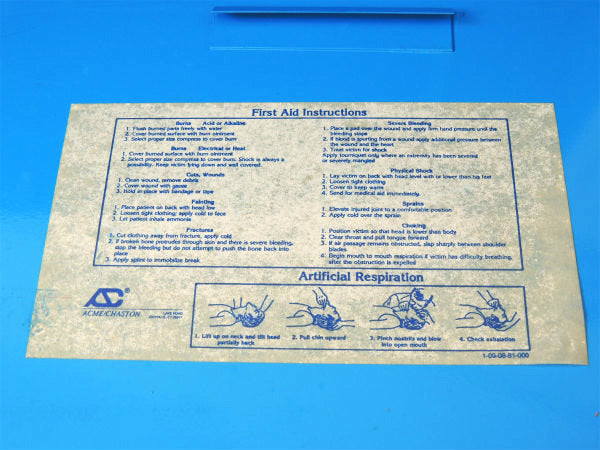 First Aid Instructions
Burns Acid or Alkaline
1. Flush burned parts freely with water
2. Cover burned surface with burn ointment
3. Select proper size compress to cover burn
Burns Electrical or Heat
1. Cover burned surface with burn ointment
2. Select proper size compress to cover burn. Shock is always a
possibility. Keep victim lying down and well covered.
Cuts, Wounds
1. Clean wound, remove debris
2. Cover wound with gauze
3. Hold in place with bandage or tape
Fainting
1. Place patient on back with head low
2. Loosen tight clothing; apply cold to face
3. Let patient inhale ammonia
Fractures
1. Cut clothing away from fracture, apply cold
2. If broken bone protrudes through skin and there is severe bleeding,
stop the bleeding but do not attempt to push the bone back into
place
3. Apply splint to immobilize break
Severe Bleeding
1. Place a pad over the wound and apply firm hand pressure until the
bleeding stops
2. If blood is spurting from a wound apply additional pressure between
the wound and the heart
3. Treat victim for shock
Apply tourniquet only where an extremity has been severed
or severely mangled
Physical Shock
1. Lay victim on back with head level with or lower than his feet
2. Loosen tight clothing
3. Cover to keep warm
4. Send for medical aid immediately
Sprains
1. Elevate injured joint to a comfortable position
2. Apply cold over the sprain
Choking
1. Position victim so that head is lower than body
2. Clear throat and pull tongue forward
3. If air passage remains obstructed, slap sharply between shoulder
blades
4. Begin mouth to mouth respiration if victim has difficulty breathing,
after the obstruction is expelled
Artificial Respiration
ASC
ACME/CHASTON
LAKE ROAD
1. Lift up on neck and tilt head
partially back
2. Pull chin upward
3. Pinch nostrils and blow
into open mouth
4. Check exhalation
1-09-08-81-000